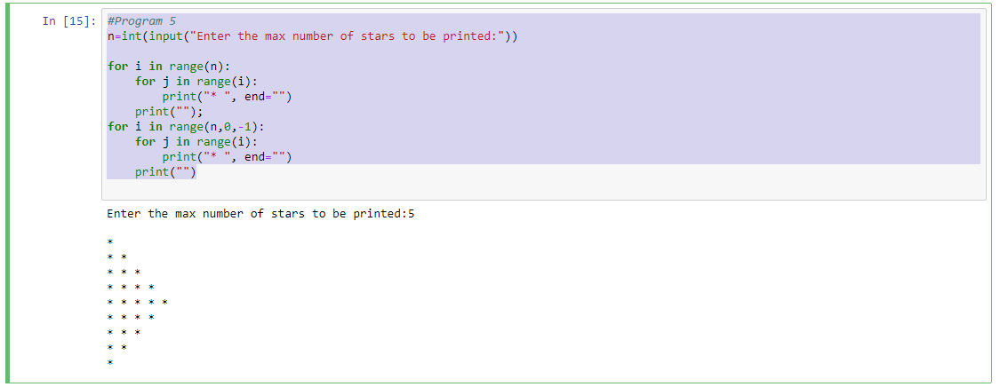 In [15]: #Program 5
n=int(input("Enter the max number of stars to be printed:"))

for i in range(n):
    for j in range(i):
        print("* ", end="")
    print("");
for i in range(n,0,-1):
    for j in range(i):
        print("* ", end="")
    print("")

Enter the max number of stars to be printed:5

*
* *
* * *
* * * *
* * * * *
* * * *
* * *
* *
*